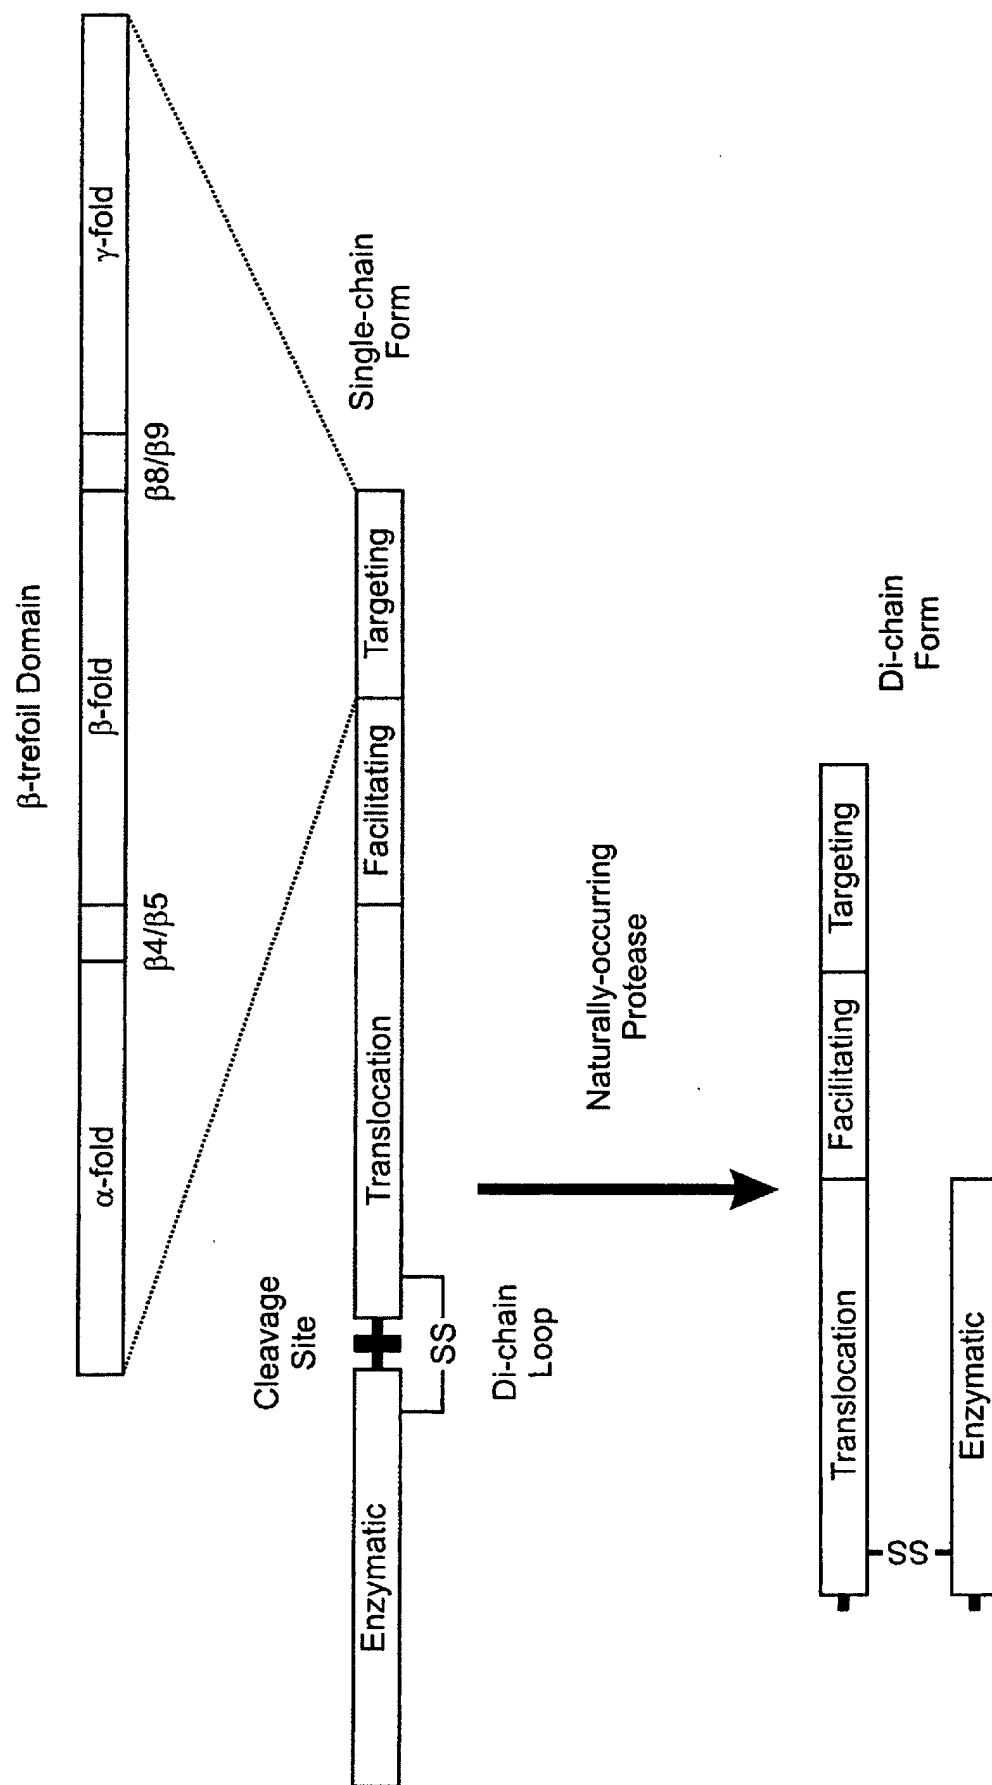 β-trefoil Domain
α-fold
β-fold
γ-fold
β4/β5
β8/β9
Cleavage
Site
Single-chain
Form
Enzymatic
Translocation
Facilitating
Targeting
SS
Di-chain
Loop
Naturally-occurring
Protease
Di-chain
Form
Translocation
Facilitating
Targeting
SS
Enzymatic